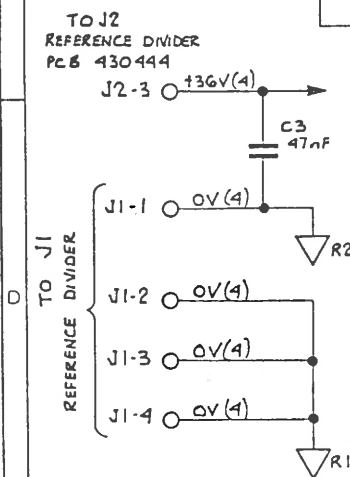 TO J2
REFERENCE DIVIDER
PCB 430444
J2-3 +36V(4)
C3
47nF
J1-1 0V(4)
R2
J1-2 0V(4)
D
TO J1
REFERENCE DIVIDER
J1-3 0V(4)
J1-4 0V(4)
R1